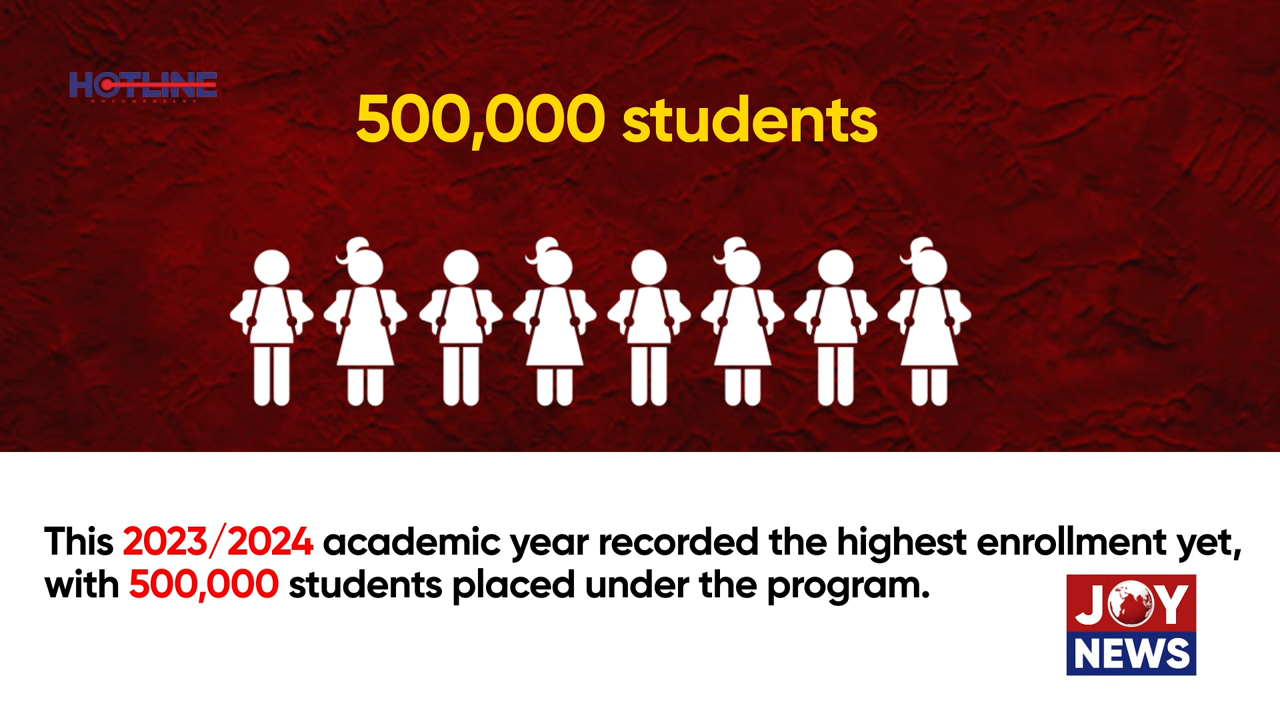 HOTLINE
DOCUMENTARY
500,000 students
This 2023/2024 academic year recorded the highest enrollment yet,
with 500,000 students placed under the program.
JOY
NEWS